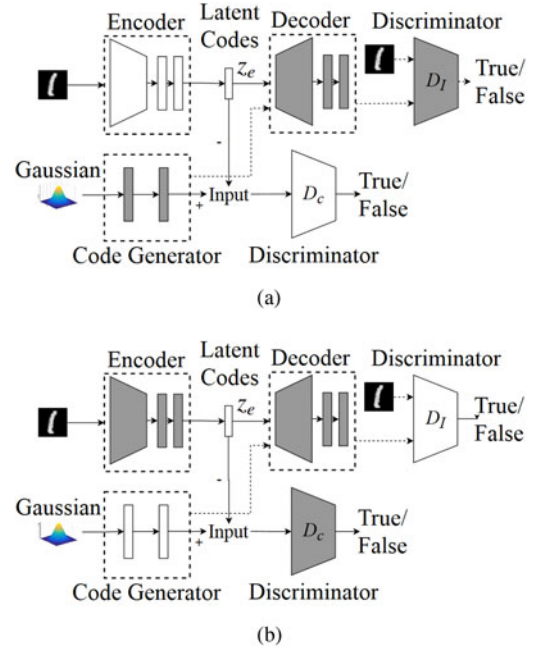 Encoder
Latent
Codes
Decoder
Discriminator
z_e
D_I
True/
False
Gaussian
-
+
Input
D_c
True/
False
Code Generator
Discriminator
(a)
Encoder
Latent
Codes
Decoder
Discriminator
z_e
D_I
True/
False
Gaussian
-
+
Input
D_c
True/
False
Code Generator
Discriminator
(b)